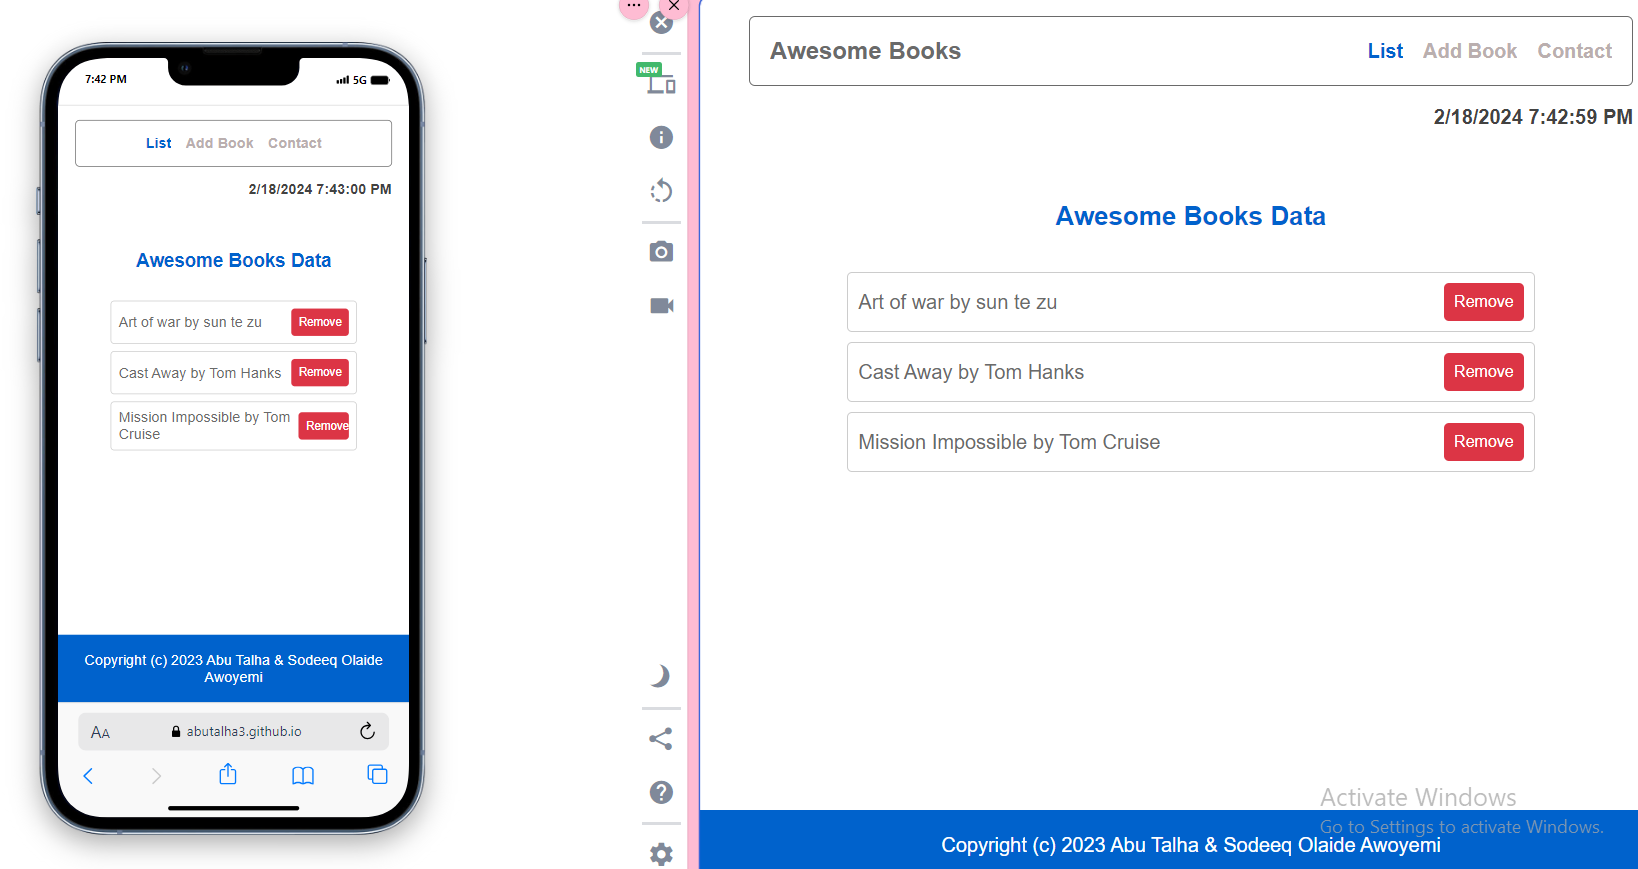 7:42 PM
5G
List Add Book Contact
2/18/2024 7:43:00 PM
Awesome Books Data
Art of war by sun te zu
Remove
Cast Away by Tom Hanks
Remove
Mission Impossible by Tom
Cruise
Remove
Copyright (c) 2023 Abu Talha & Sodeeq Olaide
Awoyemi
AA
abutalha3.github.io
NEW
Awesome Books
List Add Book Contact
2/18/2024 7:42:59 PM
Awesome Books Data
Art of war by sun te zu
Remove
Cast Away by Tom Hanks
Remove
Mission Impossible by Tom Cruise
Remove
Activate Windows
Go to Settings to activate Windows.
Copyright (c) 2023 Abu Talha & Sodeeq Olaide Awoyemi